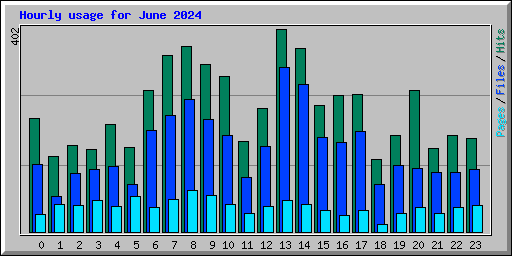 Hourly usage for June 2024
402
Pages/Files/Hits
0 1 2 3 4 5 6 7 8 9 10 11 12 13 14 15 16 17 18 19 20 21 22 23